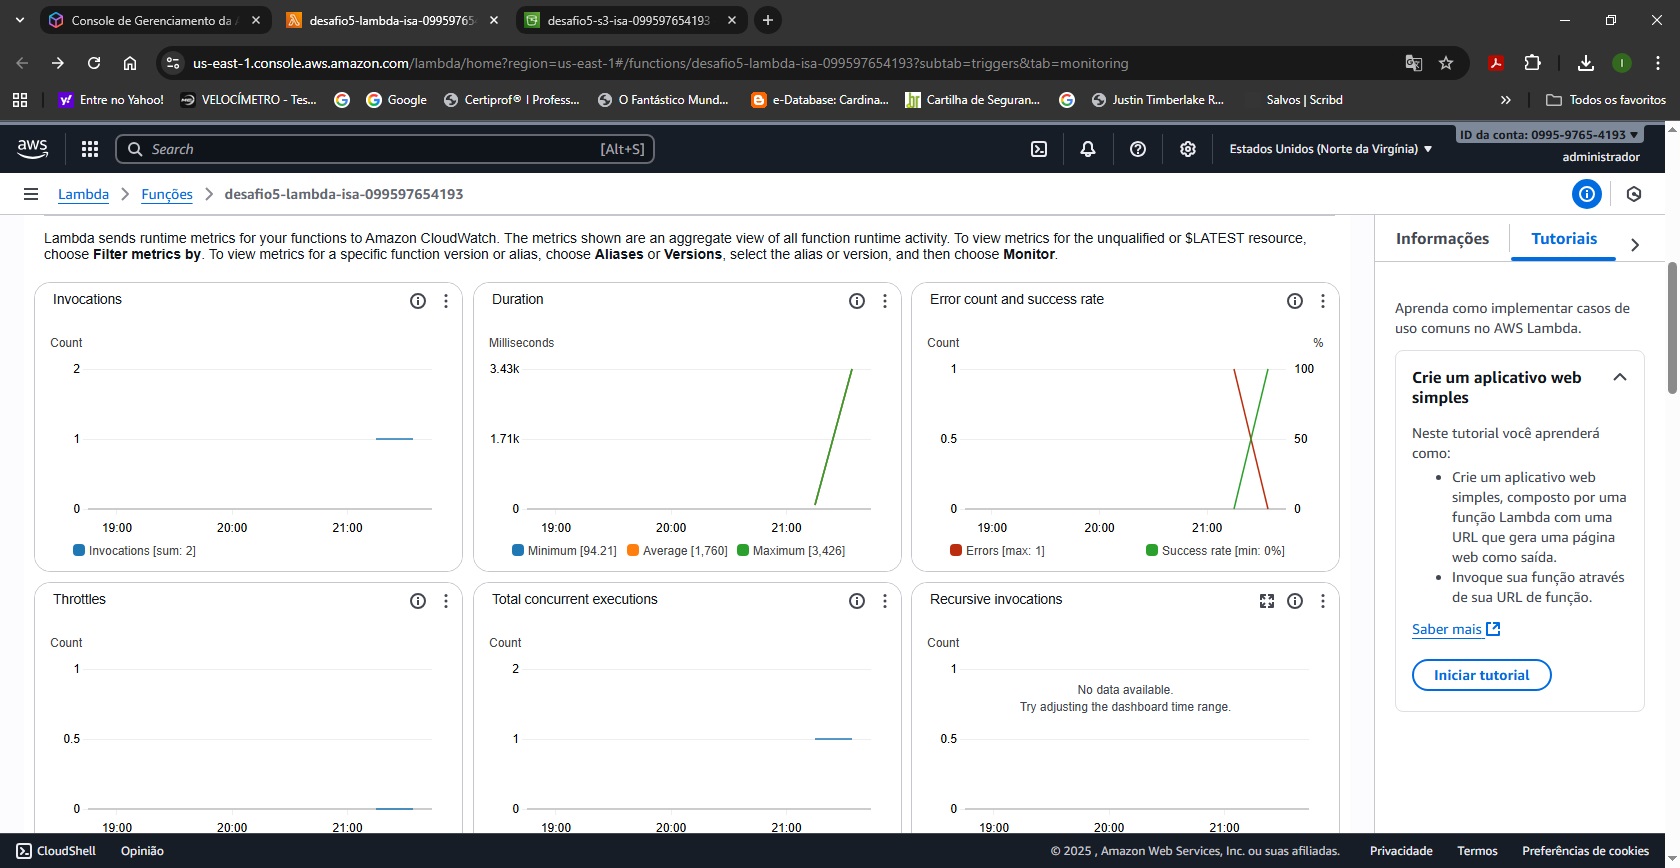 Console de Gerenciamento da
desafio5-lambda-isa-09959765
desafio5-s3-isa-099597654193
us-east-1.console.aws.amazon.com/lambda/home?region=us-east-1#/functions/desafio5-lambda-isa-099597654193?subtab=triggers&tab=monitoring
Entre no Yahoo!
VELOCÍMETRO - Tes...
Google
Certiprof® I Profess...
O Fantástico Mund...
e-Database: Cardina...
Cartilha de Seguran...
Justin Timberlake R...
Salvos | Scribd
Todos os favoritos
aws
Search
[Alt+S]
Estados Unidos (Norte da Virgínia)
ID da conta: 0995-9765-4193
administrador
Lambda
Funções
desafio5-lambda-isa-099597654193
Lambda sends runtime metrics for your functions to Amazon CloudWatch. The metrics shown are an aggregate view of all function runtime activity. To view metrics for the unqualified or $LATEST resource,
choose Filter metrics by. To view metrics for a specific function version or alias, choose Aliases or Versions, select the alias or version, and then choose Monitor.
Invocations
Count
2
1
0
19:00
20:00
21:00
Invocations [sum: 2]
Duration
Milliseconds
3.43k
1.71k
0
19:00
20:00
21:00
Minimum [94.21]
Average [1,760]
Maximum [3,426]
Error count and success rate
Count
%
1
100
0.5
50
0
0
19:00
20:00
21:00
Errors [max: 1]
Success rate [min: 0%]
Throttles
Count
1
0.5
0
19:00
20:00
21:00
Total concurrent executions
Count
2
1
0
19:00
20:00
21:00
Recursive invocations
Count
1
No data available.
Try adjusting the dashboard time range.
0.5
0
19:00
20:00
21:00
Informações
Tutoriais
Aprenda como implementar casos de
uso comuns no AWS Lambda.
Crie um aplicativo web
simples
Neste tutorial você aprenderá
como:
Crie um aplicativo web
simples, composto por uma
função Lambda com uma
URL que gera uma página
web como saída.
Invoque sua função através
de sua URL de função.
Saber mais
Iniciar tutorial
CloudShell
Opinião
© 2025 , Amazon Web Services, Inc. ou suas afiliadas.
Privacidade
Termos
Preferências de cookies